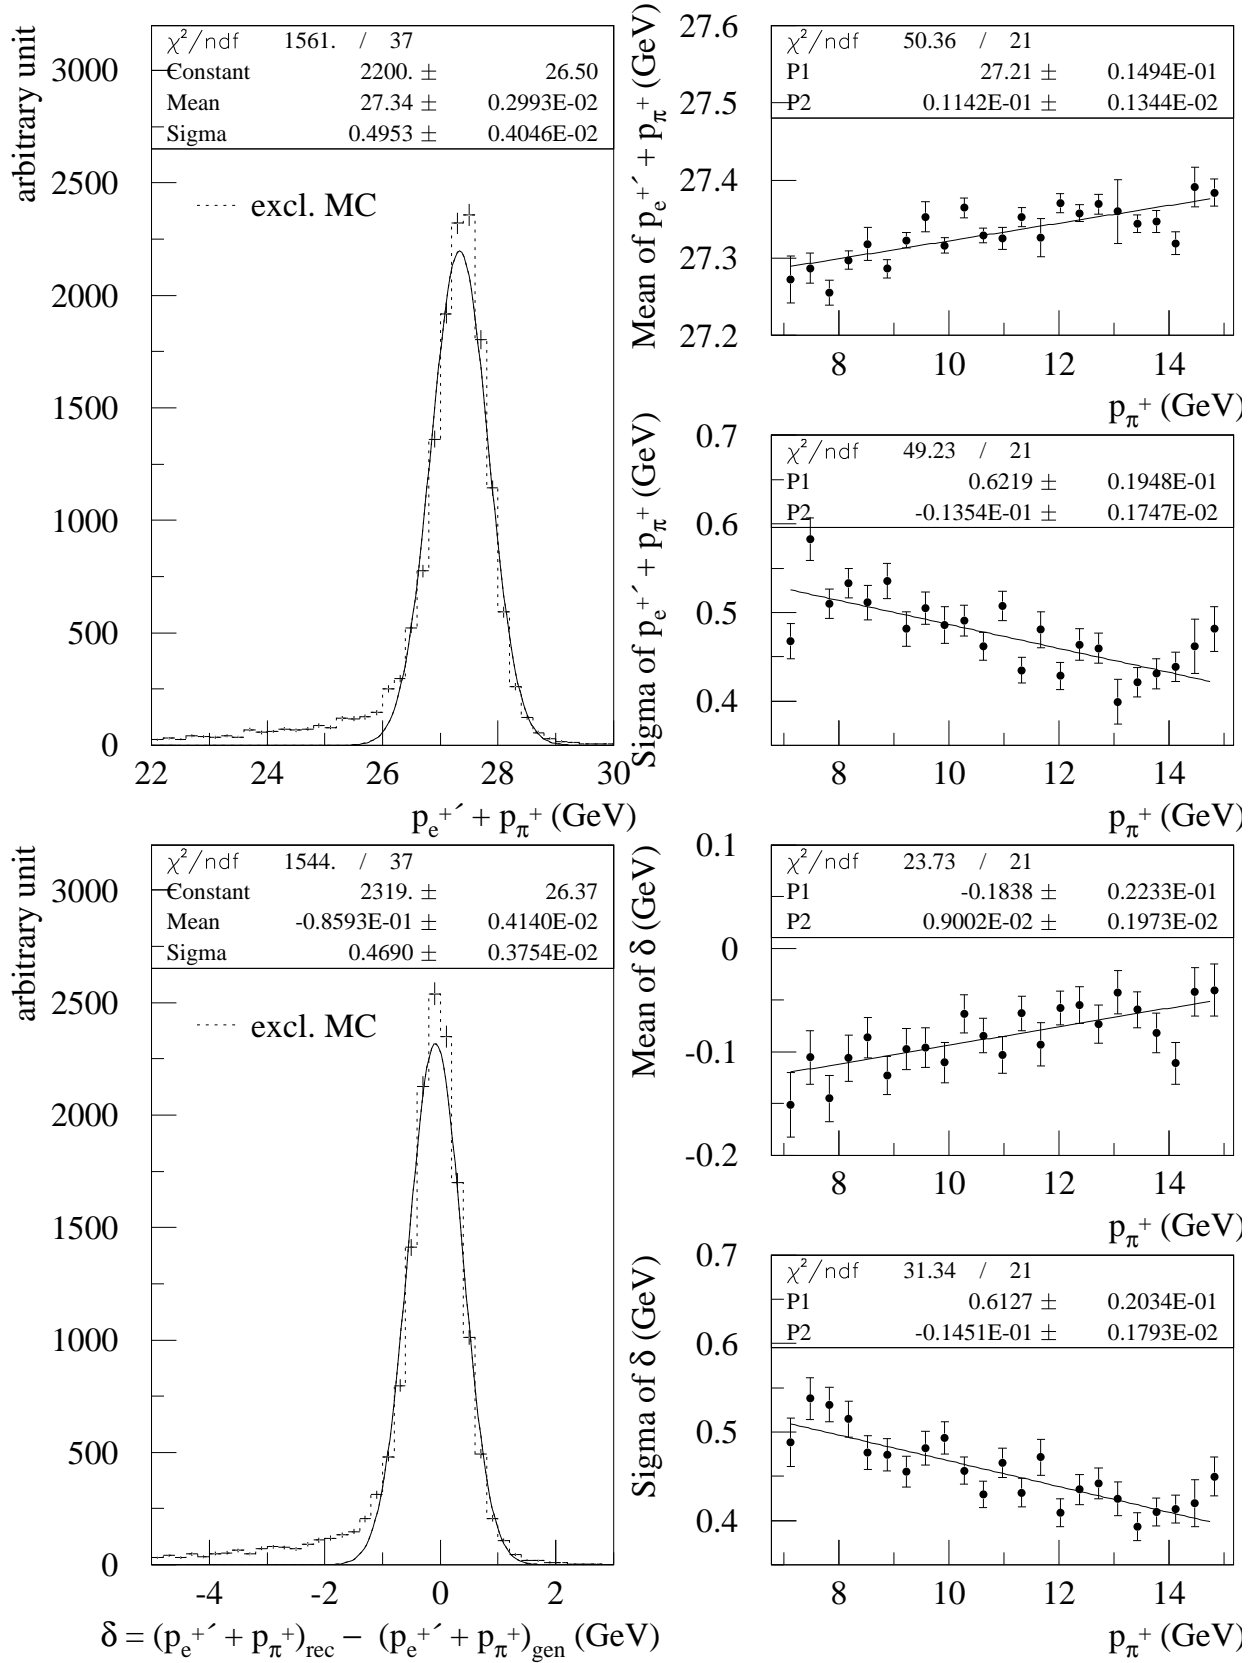 arbitrary unit
χ²/ndf 1561. / 37
Constant 2200. ± 26.50
Mean 27.34 ± 0.2993E-02
Sigma 0.4953 ± 0.4046E-02
excl. MC
3000
2500
2000
1500
1000
500
0
22 24 26 28 30
p_e⁺′ + p_π⁺ (GeV)
Mean of p_e⁺′ + p_π⁺ (GeV)
χ²/ndf 50.36 / 21
P1 27.21 ± 0.1494E-01
P2 0.1142E-01 ± 0.1344E-02
27.6
27.5
27.4
27.3
27.2
8 10 12 14
p_π⁺ (GeV)
Sigma of p_e⁺′ + p_π⁺ (GeV)
χ²/ndf 49.23 / 21
P1 0.6219 ± 0.1948E-01
P2 -0.1354E-01 ± 0.1747E-02
0.7
0.6
0.5
0.4
8 10 12 14
p_π⁺ (GeV)
arbitrary unit
χ²/ndf 1544. / 37
Constant 2319. ± 26.37
Mean -0.8593E-01 ± 0.4140E-02
Sigma 0.4690 ± 0.3754E-02
excl. MC
3000
2500
2000
1500
1000
500
0
-4 -2 0 2
δ = (p_e⁺′ + p_π⁺)_rec − (p_e⁺′ + p_π⁺)_gen (GeV)
Mean of δ (GeV)
χ²/ndf 23.73 / 21
P1 -0.1838 ± 0.2233E-01
P2 0.9002E-02 ± 0.1973E-02
0.1
0
-0.1
-0.2
8 10 12 14
p_π⁺ (GeV)
Sigma of δ (GeV)
χ²/ndf 31.34 / 21
P1 0.6127 ± 0.2034E-01
P2 -0.1451E-01 ± 0.1793E-02
0.7
0.6
0.5
0.4
8 10 12 14
p_π⁺ (GeV)